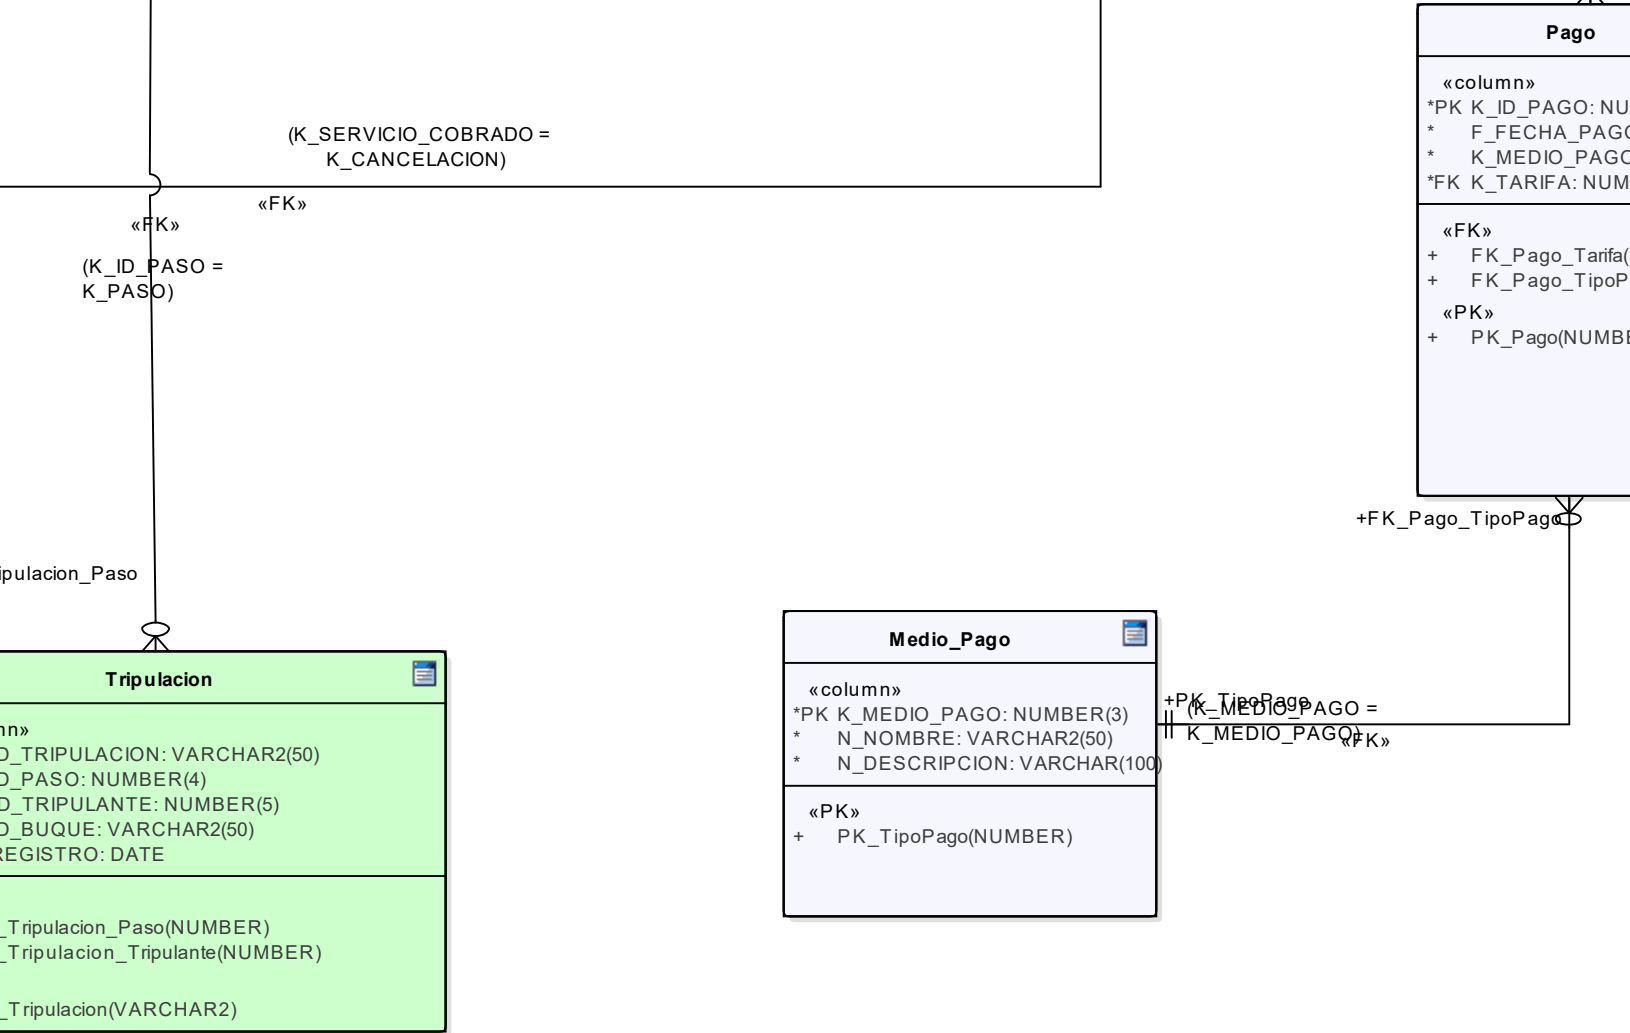 (K_SERVICIO_COBRADO =
K_CANCELACION)
«FK»
«FK»
(K_ID_PASO =
K_PASO)
Pago
«column»
*PK K_ID_PAGO: NU
* F_FECHA_PAGO
* K_MEDIO_PAGO
*FK K_TARIFA: NUM
«FK»
+ FK_Pago_Tarifa(
+ FK_Pago_TipoP
«PK»
+ PK_Pago(NUMBE
+FK_Pago_TipoPago
ipulacion_Paso
Tripulacion
mn»
D_TRIPULACION: VARCHAR2(50)
D_PASO: NUMBER(4)
D_TRIPULANTE: NUMBER(5)
D_BUQUE: VARCHAR2(50)
REGISTRO: DATE
_Tripulacion_Paso(NUMBER)
_Tripulacion_Tripulante(NUMBER)
_Tripulacion(VARCHAR2)
Medio_Pago
«column»
*PK K_MEDIO_PAGO: NUMBER(3)
* N_NOMBRE: VARCHAR2(50)
* N_DESCRIPCION: VARCHAR(100)
«PK»
+ PK_TipoPago(NUMBER)
+PK_TipoPago
(K_MEDIO_PAGO =
K_MEDIO_PAGO)
«FK»